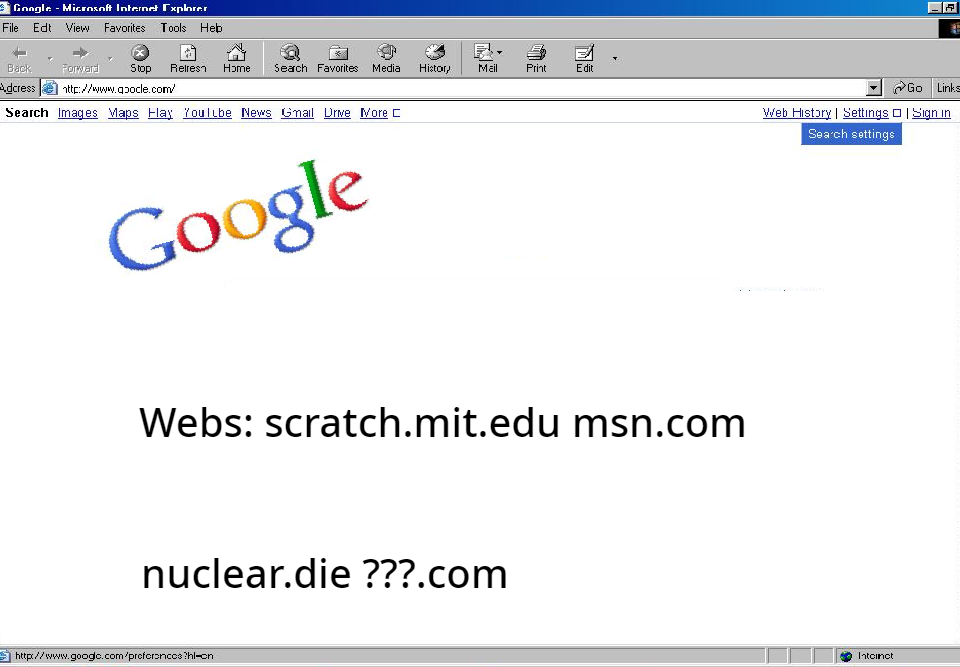 Google - Microsoft Internet Explorer
File Edit View Favorites Tools Help
Back Forward Stop Refresh Home Search Favorites Media History Mail Print Edit
Address http://www.google.com/ Go Links
Search Images Maps Play YouTube News Gmail Drive More Web History | Settings | Sign in
Search settings
Google
Webs: scratch.mit.edu msn.com
nuclear.die ???.com
http://www.google.com/preferences?hl=en Internet